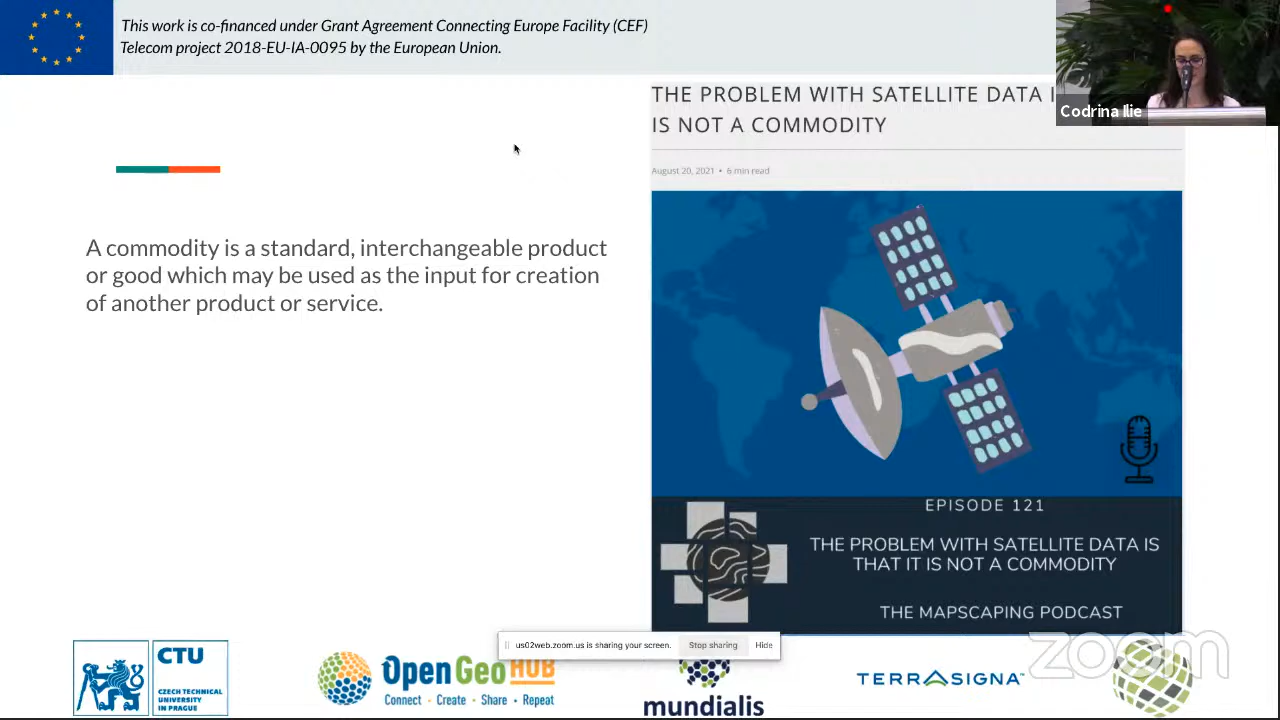 This work is co-financed under Grant Agreement Connecting Europe Facility (CEF)
Telecom project 2018-EU-IA-0095 by the European Union.
Codrina Ilie
THE PROBLEM WITH SATELLITE DATA
IS NOT A COMMODITY
August 20, 2021 • 6 min read
A commodity is a standard, interchangeable product
or good which may be used as the input for creation
of another product or service.
EPISODE 121
THE PROBLEM WITH SATELLITE DATA IS
THAT IT IS NOT A COMMODITY
THE MAPSCAPING PODCAST
us02web.zoom.us is sharing your screen. Stop sharing Hide
CTU
CZECH TECHNICAL
UNIVERSITY
IN PRAGUE
OpenGeoHUB
Connect · Create · Share · Repeat
mundialis
TERRASIGNA™
zoom